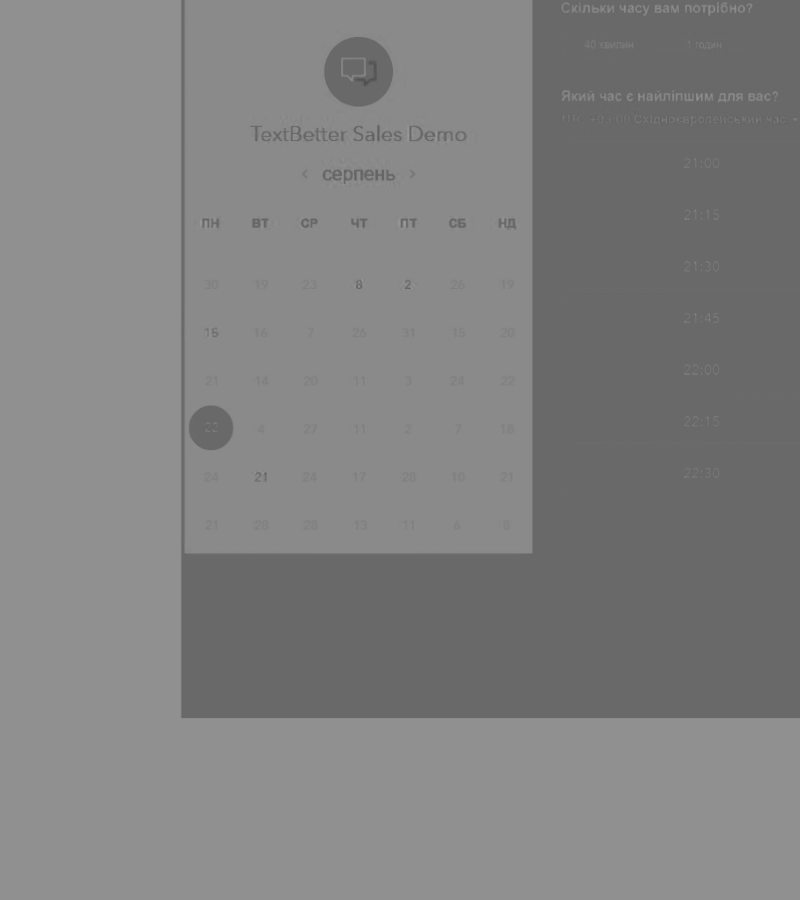 TextBetter Sales Demo
‹ серпень ›
ПН ВТ СР ЧТ ПТ СБ НД
30 19 23 8 2 26 19
15 16 7 26 31 15 20
21 14 20 11 3 24 22
22 4 27 11 2 7 18
24 21 24 17 28 10 21
21 28 28 13 11 6 8
Скільки часу вам потрібно?
40 хвилин 1 годин
Який час є найліпшим для вас?
Східноєвропейський час
21:00
21:15
21:30
21:45
22:00
22:15
22:30